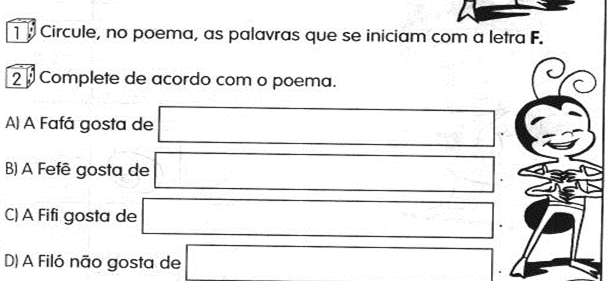 1 Circule, no poema, as palavras que se iniciam com a letra F.
2 Complete de acordo com o poema.
A) A Fafá gosta de .
B) A Fefê gosta de .
C) A Fifi gosta de .
D) A Filó não gosta de .